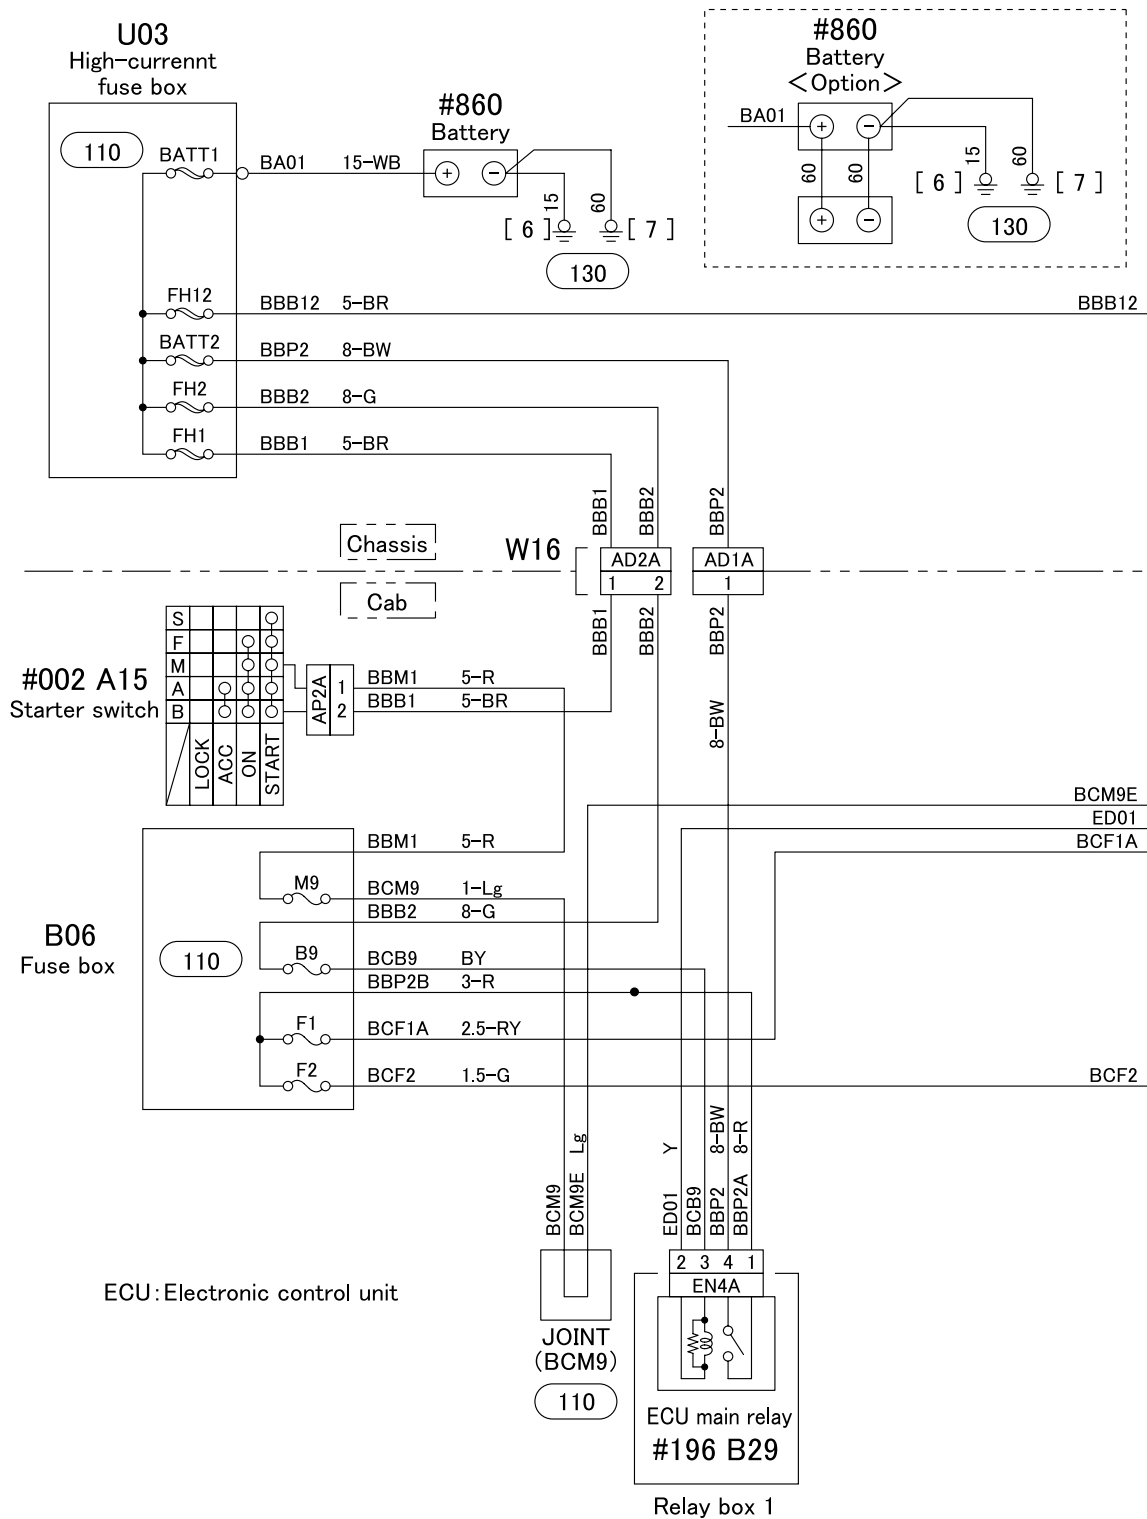 U03
High-currennt
fuse box
110
BATT1
BA01 15-WB
#860
Battery
+ −
15 60
[ 6 ] [ 7 ]
130
#860
Battery
<Option>
BA01
+ −
60 60
+ −
15 60
[ 6 ] [ 7 ]
130
FH12
BBB12 5-BR
BBB12
BATT2
BBP2 8-BW
FH2
BBB2 8-G
FH1
BBB1 5-BR
BBB1 BBB2 BBP2
Chassis
Cab
W16
AD2A
1 2
AD1A
1
BBB1 BBB2 BBP2
8-BW
#002 A15
Starter switch
S
F
M
A
B
LOCK ACC ON START
AP2A
1
2
BBM1 5-R
BBB1 5-BR
BCM9E
ED01
BCF1A
B06
Fuse box
110
BBM1 5-R
M9
BCM9 1-Lg
BBB2 8-G
B9
BCB9 BY
BBP2B 3-R
F1
BCF1A 2.5-RY
F2
BCF2 1.5-G
BCF2
BCM9
BCM9E Lg
ED01 Y
BCB9
BBP2 8-BW
BBP2A 8-R
2 3 4 1
EN4A
ECU:Electronic control unit
JOINT
(BCM9)
110
ECU main relay
#196 B29
Relay box 1